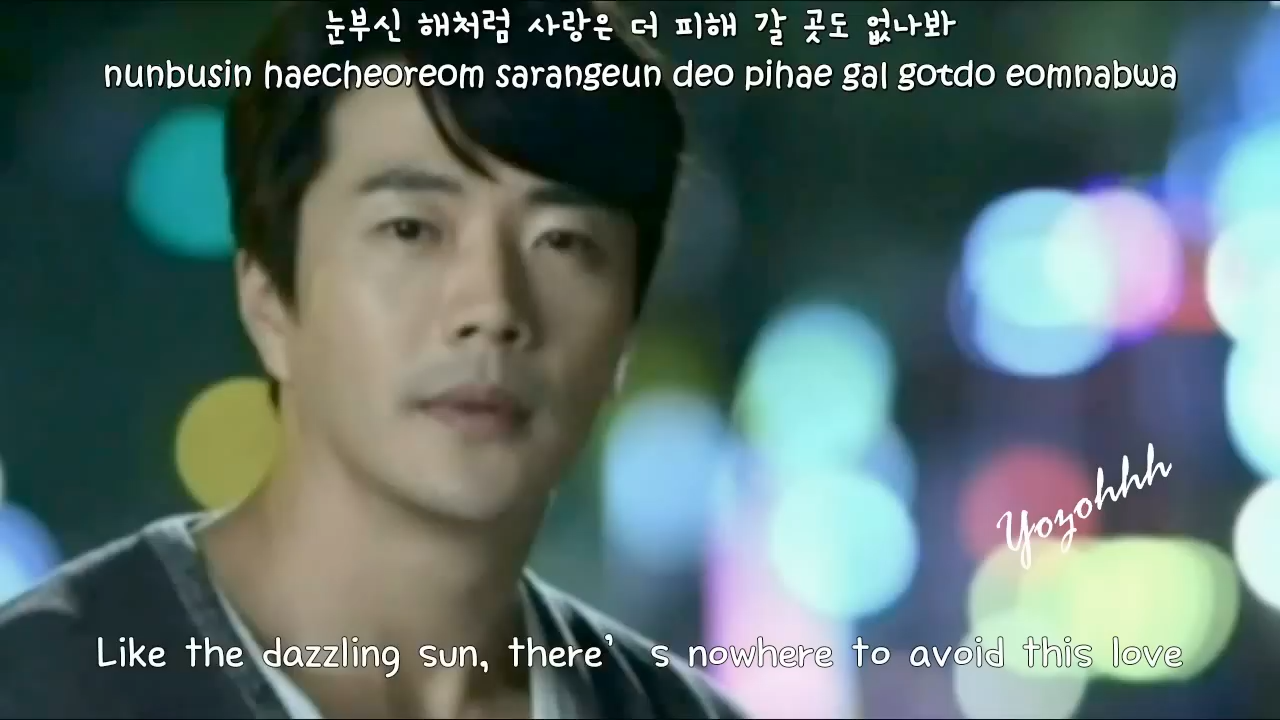 눈부신 해처럼 사랑은 더 피해 갈 곳도 없나봐
nunbusin haecheoreom sarangeun deo pihae gal gotdo eomnabwa
Yozohhh
Like the dazzling sun, there’s nowhere to avoid this love